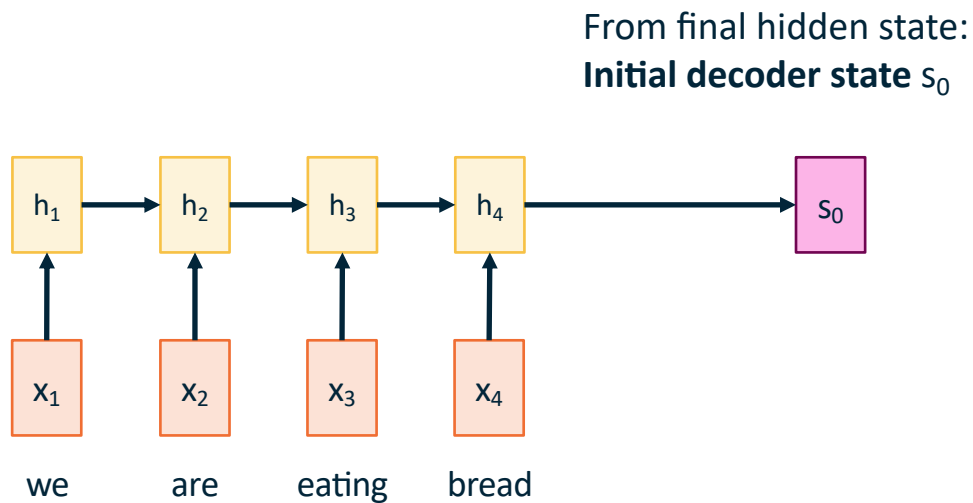 From final hidden state:
Initial decoder state s₀
h₁ h₂ h₃ h₄ s₀
x₁ x₂ x₃ x₄
we are eating bread